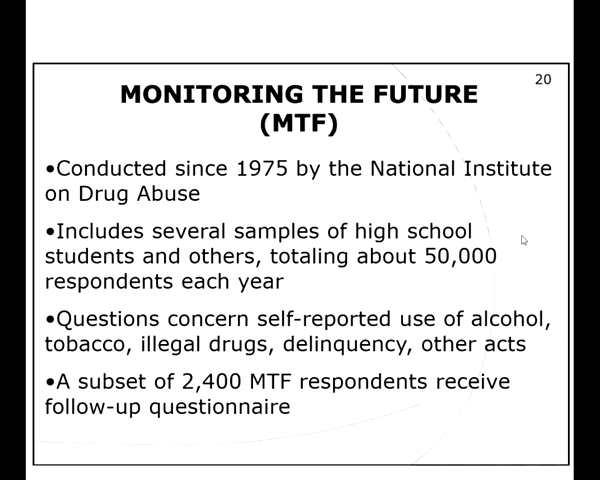 20
MONITORING THE FUTURE
(MTF)
•Conducted since 1975 by the National Institute
on Drug Abuse
•Includes several samples of high school
students and others, totaling about 50,000
respondents each year
•Questions concern self-reported use of alcohol,
tobacco, illegal drugs, delinquency, other acts
•A subset of 2,400 MTF respondents receive
follow-up questionnaire